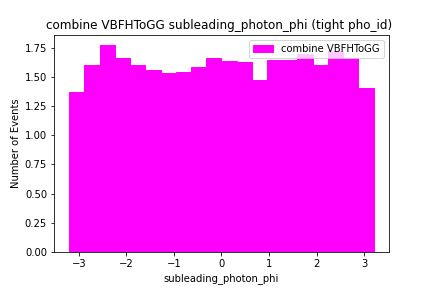 combine VBFHToGG subleading_photon_phi (tight pho_id)
combine VBFHToGG
Number of Events
1.75
1.50
1.25
1.00
0.75
0.50
0.25
0.00
−3 −2 −1 0 1 2 3
subleading_photon_phi